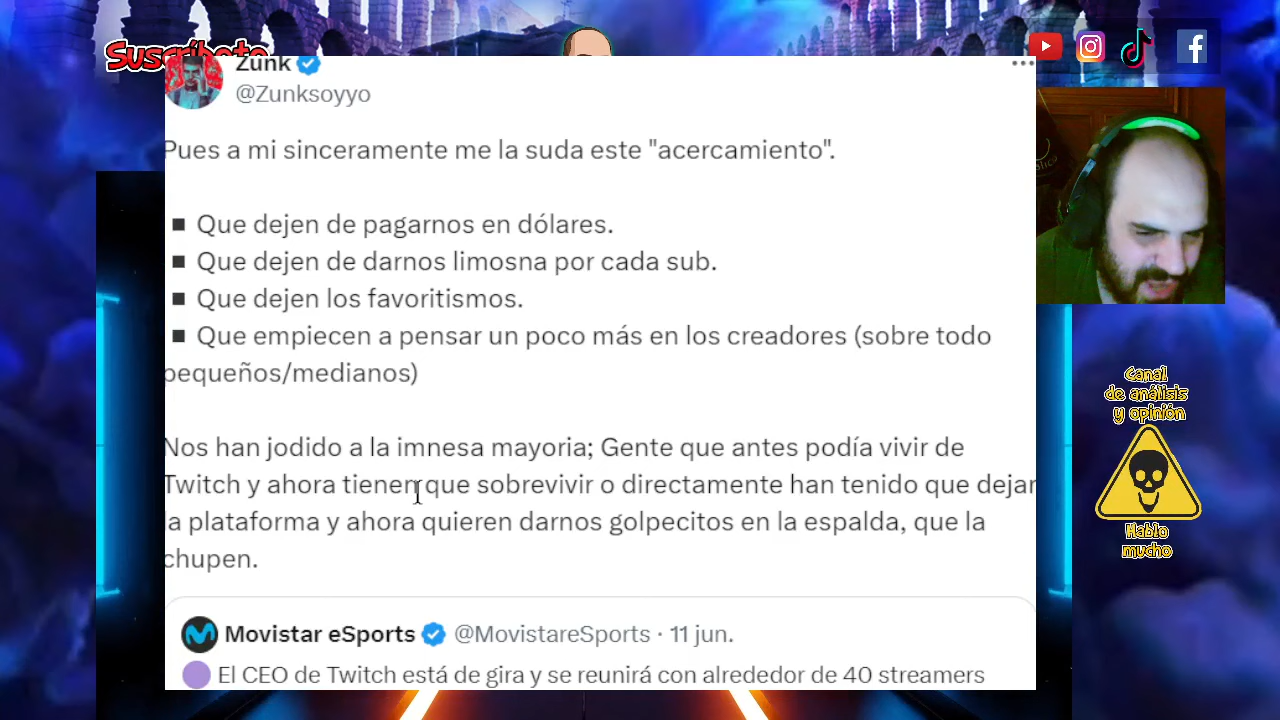 Suscríbete
Zunk
@Zunksoyyo
Pues a mi sinceramente me la suda este "acercamiento".
▪ Que dejen de pagarnos en dólares.
▪ Que dejen de darnos limosna por cada sub.
▪ Que dejen los favoritismos.
▪ Que empiecen a pensar un poco más en los creadores (sobre todo
pequeños/medianos)
Nos han jodido a la imnesa mayoria; Gente que antes podía vivir de
Twitch y ahora tienen que sobrevivir o directamente han tenido que dejar
la plataforma y ahora quieren darnos golpecitos en la espalda, que la
chupen.
Movistar eSports @MovistareSports · 11 jun.
El CEO de Twitch está de gira y se reunirá con alrededor de 40 streamers
Canal
de análisis
y opinión
Hablo
mucho